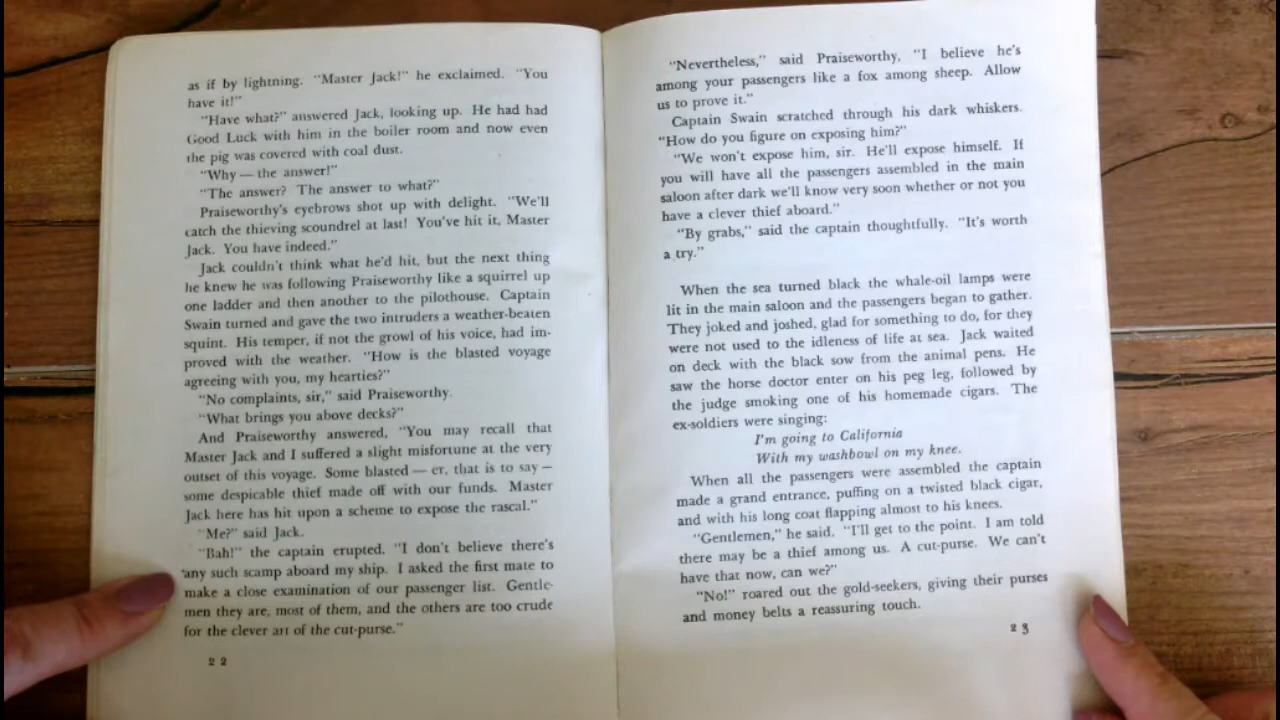 as if by lightning. "Master Jack!" he exclaimed. "You
have it!"
"Have what?" answered Jack, looking up. He had had
Good Luck with him in the boiler room and now even
the pig was covered with coal dust.
"Why — the answer!"
"The answer? The answer to what?"
Praiseworthy's eyebrows shot up with delight. "We'll
catch the thieving scoundrel at last! You've hit it, Master
Jack. You have indeed."
Jack couldn't think what he'd hit, but the next thing
he knew he was following Praiseworthy like a squirrel up
one ladder and then another to the pilothouse. Captain
Swain turned and gave the two intruders a weather-beaten
squint. His temper, if not the growl of his voice, had im-
proved with the weather. "How is the blasted voyage
agreeing with you, my hearties?"
"No complaints, sir," said Praiseworthy.
"What brings you above decks?"
And Praiseworthy answered, "You may recall that
Master Jack and I suffered a slight misfortune at the very
outset of this voyage. Some blasted — er, that is to say —
some despicable thief made off with our funds. Master
Jack here has hit upon a scheme to expose the rascal."
"Me?" said Jack.
"Bah!" the captain erupted. "I don't believe there's
any such scamp aboard my ship. I asked the first mate to
make a close examination of our passenger list. Gentle-
men they are, most of them, and the others are too crude
for the clever art of the cut-purse."
22
"Nevertheless," said Praiseworthy, "I believe he's
among your passengers like a fox among sheep. Allow
us to prove it."
Captain Swain scratched through his dark whiskers.
"How do you figure on exposing him?"
"We won't expose him, sir. He'll expose himself. If
you will have all the passengers assembled in the main
saloon after dark we'll know very soon whether or not you
have a clever thief aboard."
"By grabs," said the captain thoughtfully. "It's worth
a try."
When the sea turned black the whale-oil lamps were
lit in the main saloon and the passengers began to gather.
They joked and joshed, glad for something to do, for they
were not used to the idleness of life at sea. Jack waited
on deck with the black sow from the animal pens. He
saw the horse doctor enter on his peg leg, followed by
the judge smoking one of his homemade cigars. The
ex-soldiers were singing:
I'm going to California
With my washbowl on my knee.
When all the passengers were assembled the captain
made a grand entrance, puffing on a twisted black cigar,
and with his long coat flapping almost to his knees.
"Gentlemen," he said. "I'll get to the point. I am told
there may be a thief among us. A cut-purse. We can't
have that now, can we?"
"No!" roared out the gold-seekers, giving their purses
and money belts a reassuring touch.
23